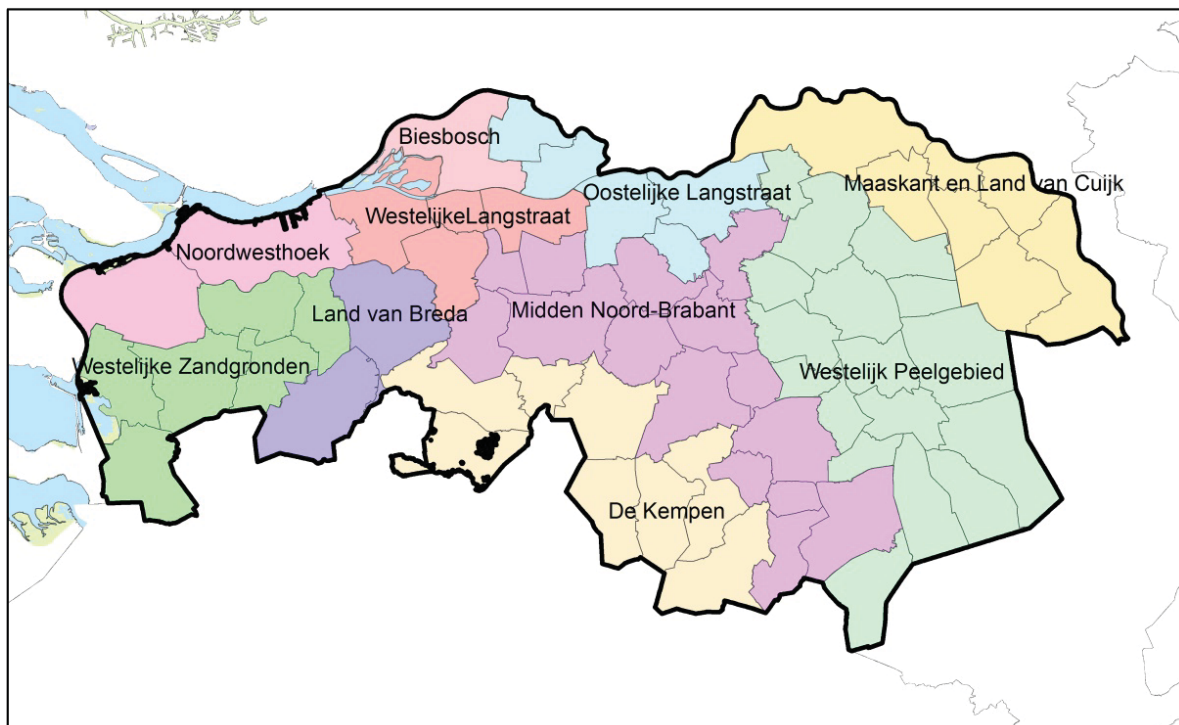 Biesbosch
Maaskant en Land van Cuijk
Oostelijke Langstraat
WestelijkeLangstraat
Noordwesthoek
Land van Breda
Midden Noord-Brabant
Westelijke Zandgronden
Westelijk Peelgebied
De Kempen